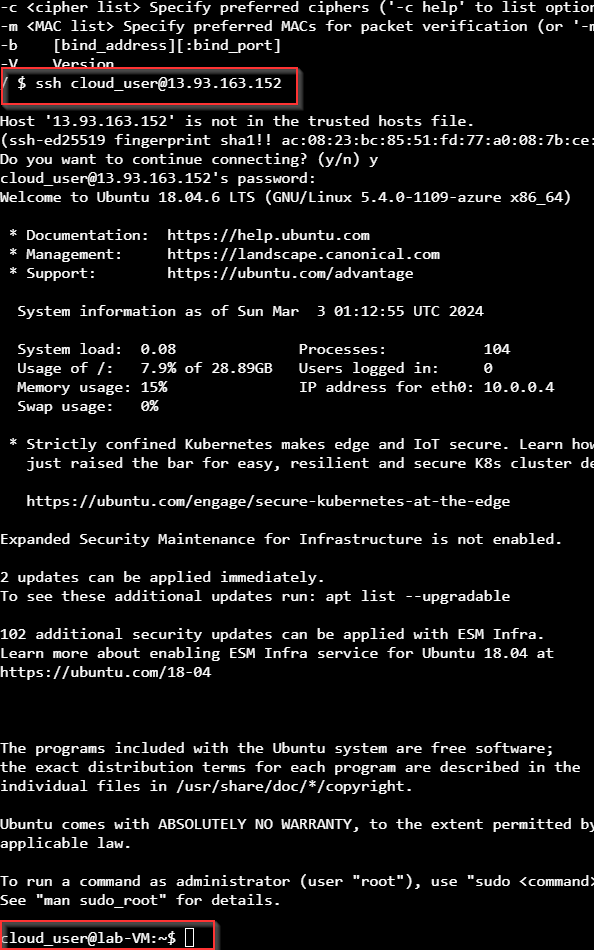 -c <cipher list> Specify preferred ciphers ('-c help' to list option
-m <MAC list> Specify preferred MACs for packet verification (or '-m
-b    [bind_address][:bind_port]
-V    Version
/ $ ssh cloud_user@13.93.163.152
Host '13.93.163.152' is not in the trusted hosts file.
(ssh-ed25519 fingerprint sha1!! ac:08:23:bc:85:51:fd:77:a0:08:7b:ce:
Do you want to continue connecting? (y/n) y
cloud_user@13.93.163.152's password:
Welcome to Ubuntu 18.04.6 LTS (GNU/Linux 5.4.0-1109-azure x86_64)
* Documentation:  https://help.ubuntu.com
* Management:     https://landscape.canonical.com
* Support:        https://ubuntu.com/advantage
System information as of Sun Mar  3 01:12:55 UTC 2024
System load:  0.08              Processes:           104
Usage of /:   7.9% of 28.89GB   Users logged in:     0
Memory usage: 15%               IP address for eth0: 10.0.0.4
Swap usage:   0%
* Strictly confined Kubernetes makes edge and IoT secure. Learn how
just raised the bar for easy, resilient and secure K8s cluster de
https://ubuntu.com/engage/secure-kubernetes-at-the-edge
Expanded Security Maintenance for Infrastructure is not enabled.
2 updates can be applied immediately.
To see these additional updates run: apt list --upgradable
102 additional security updates can be applied with ESM Infra.
Learn more about enabling ESM Infra service for Ubuntu 18.04 at
https://ubuntu.com/18-04
The programs included with the Ubuntu system are free software;
the exact distribution terms for each program are described in the
individual files in /usr/share/doc/*/copyright.
Ubuntu comes with ABSOLUTELY NO WARRANTY, to the extent permitted by
applicable law.
To run a command as administrator (user "root"), use "sudo <command>
See "man sudo_root" for details.
cloud_user@lab-VM:~$